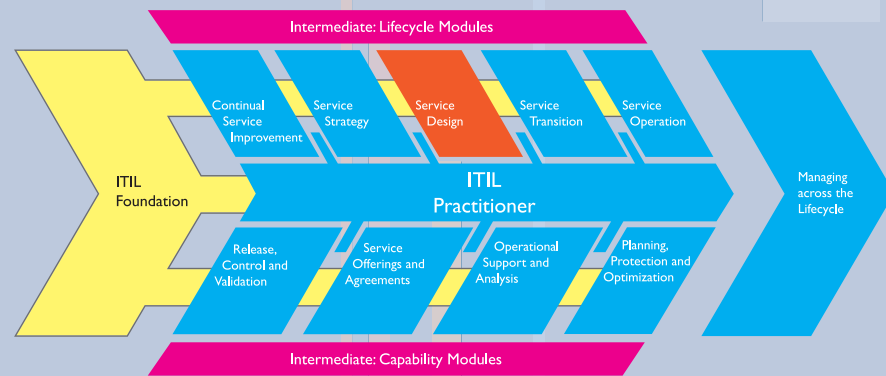 Intermediate: Lifecycle Modules
Continual
Service
Improvement
Service
Strategy
Service
Design
Service
Transition
Service
Operation
ITIL
Foundation
ITIL
Practitioner
Managing
across the
Lifecycle
Release,
Control and
Validation
Service
Offerings and
Agreements
Operational
Support and
Analysis
Planning,
Protection and
Optimization
Intermediate: Capability Modules